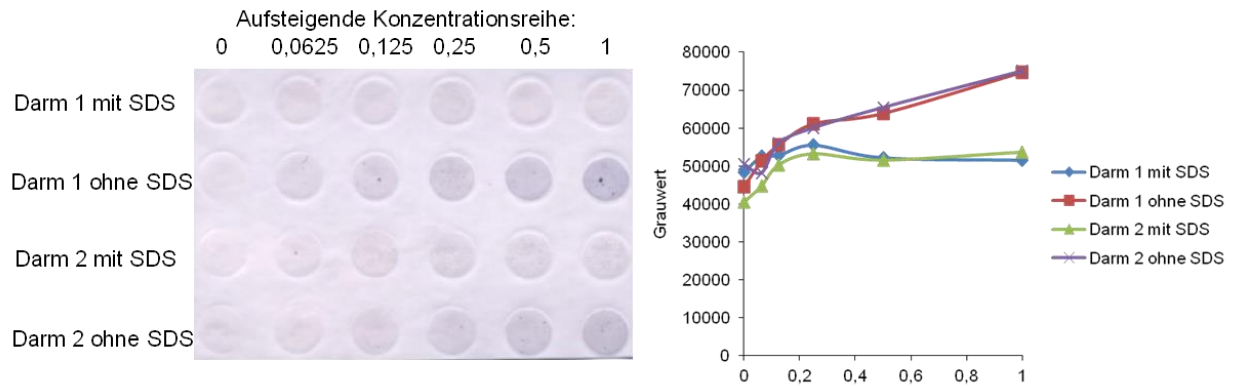 Aufsteigende Konzentrationsreihe:
0 0,0625 0,125 0,25 0,5 1
Darm 1 mit SDS
Darm 1 ohne SDS
Darm 2 mit SDS
Darm 2 ohne SDS
80000
70000
60000
50000
40000
30000
20000
10000
0
Grauwert
0 0,2 0,4 0,6 0,8 1
Darm 1 mit SDS
Darm 1 ohne SDS
Darm 2 mit SDS
Darm 2 ohne SDS